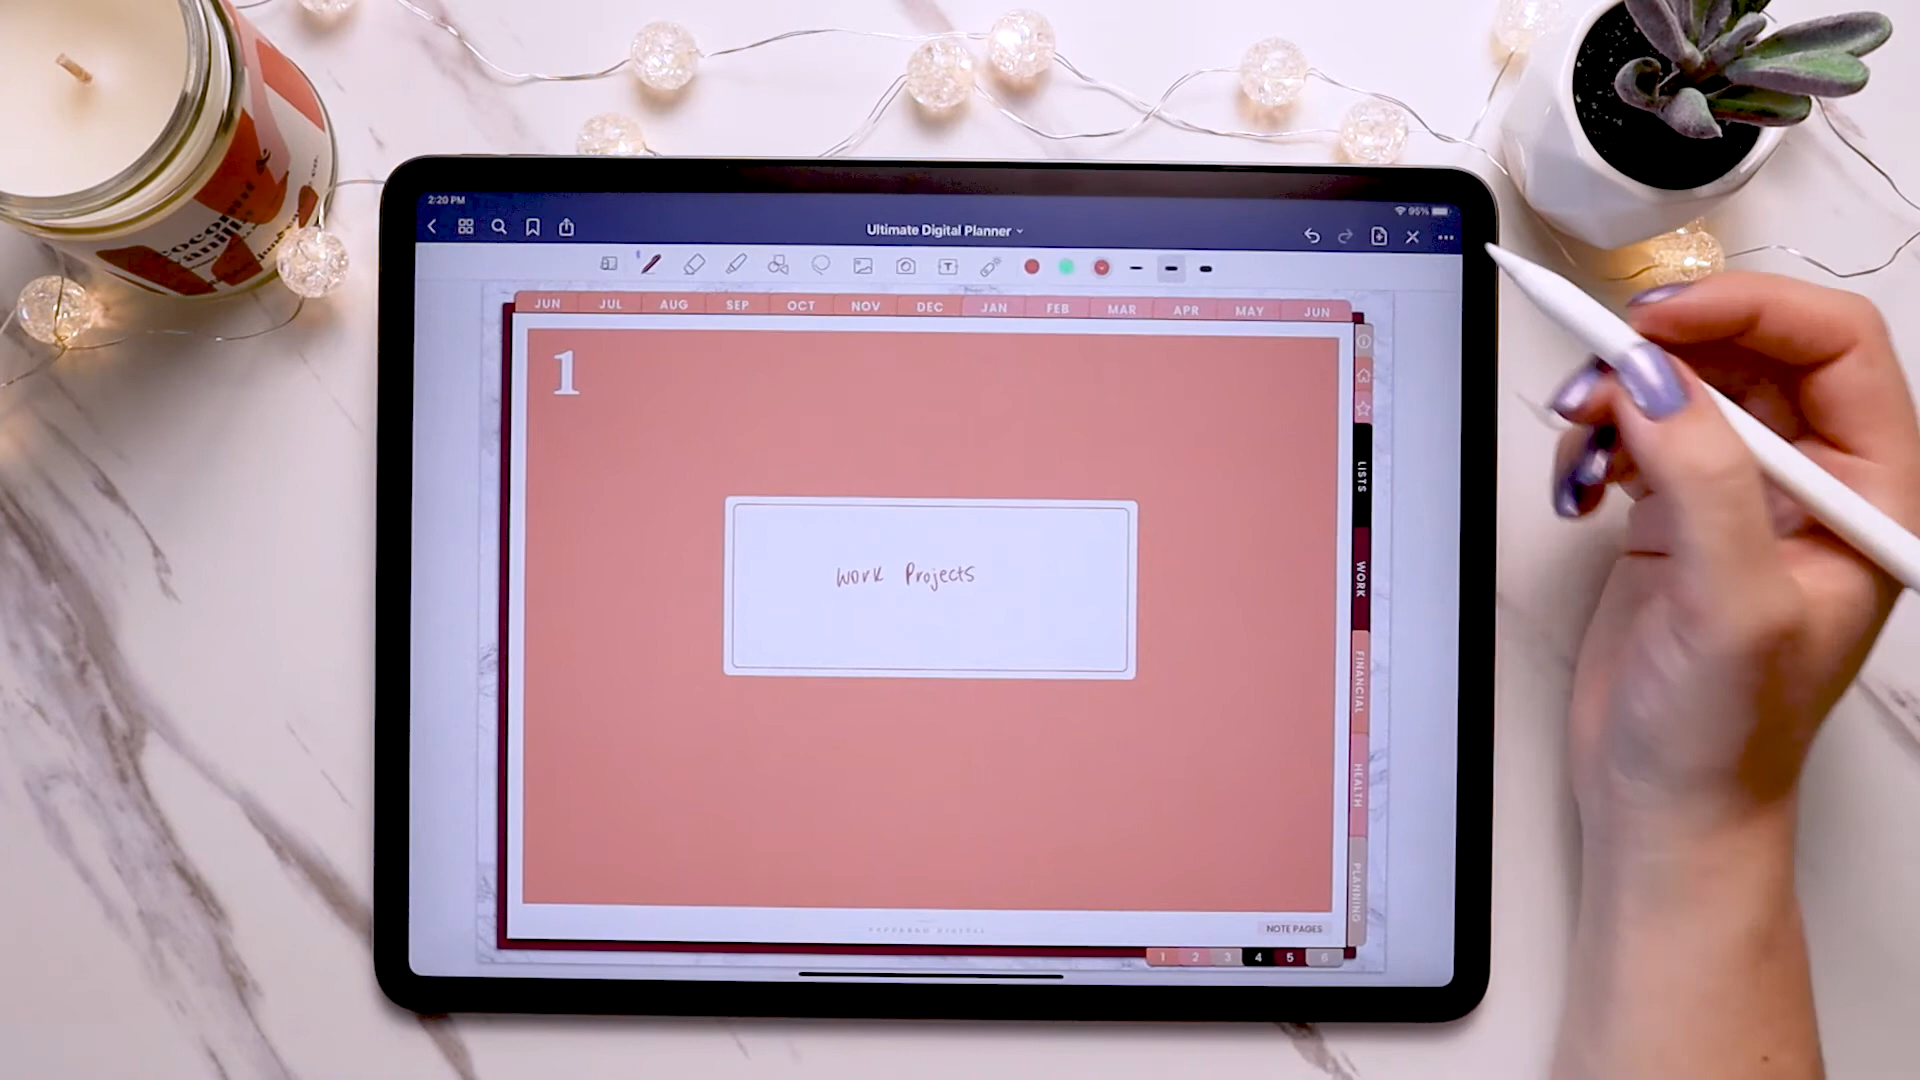 2:20 PM
95%
Ultimate Digital Planner
JUN JUL AUG SEP OCT NOV DEC JAN FEB MAR APR MAY JUN
1
Work Projects
LISTS
WORK
FINANCIAL
HEALTH
PLANNING
NOTE PAGES
1 2 3 4 5 6